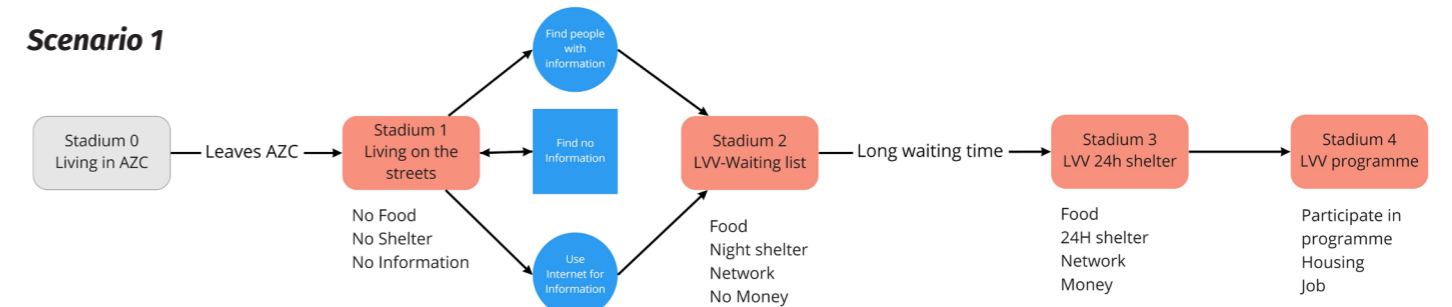 Scenario 1
Stadium 0
Living in AZC
Leaves AZC
Stadium 1
Living on the
streets
No Food
No Shelter
No Information
Find people
with
information
Find no
Information
Use
Internet for
Information
Stadium 2
LVV-Waiting list
Food
Night shelter
Network
No Money
Long waiting time
Stadium 3
LVV 24h shelter
Food
24H shelter
Network
Money
Stadium 4
LVV programme
Participate in
programme
Housing
Job